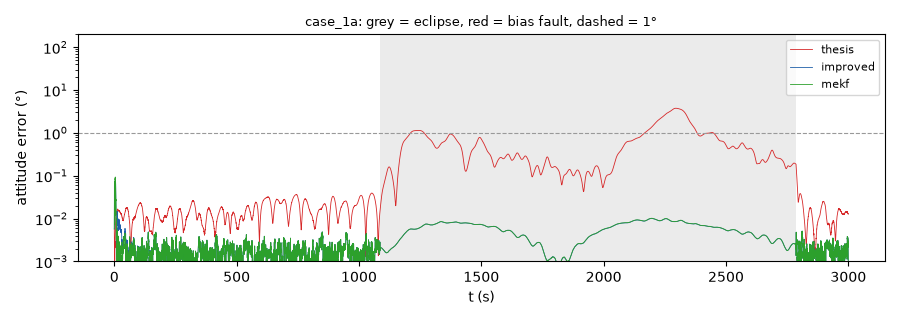 case_1a: grey = eclipse, red = bias fault, dashed = 1°
attitude error (°)
10²
10¹
10⁰
10⁻¹
10⁻²
10⁻³
thesis
improved
mekf
0 500 1000 1500 2000 2500 3000
t (s)